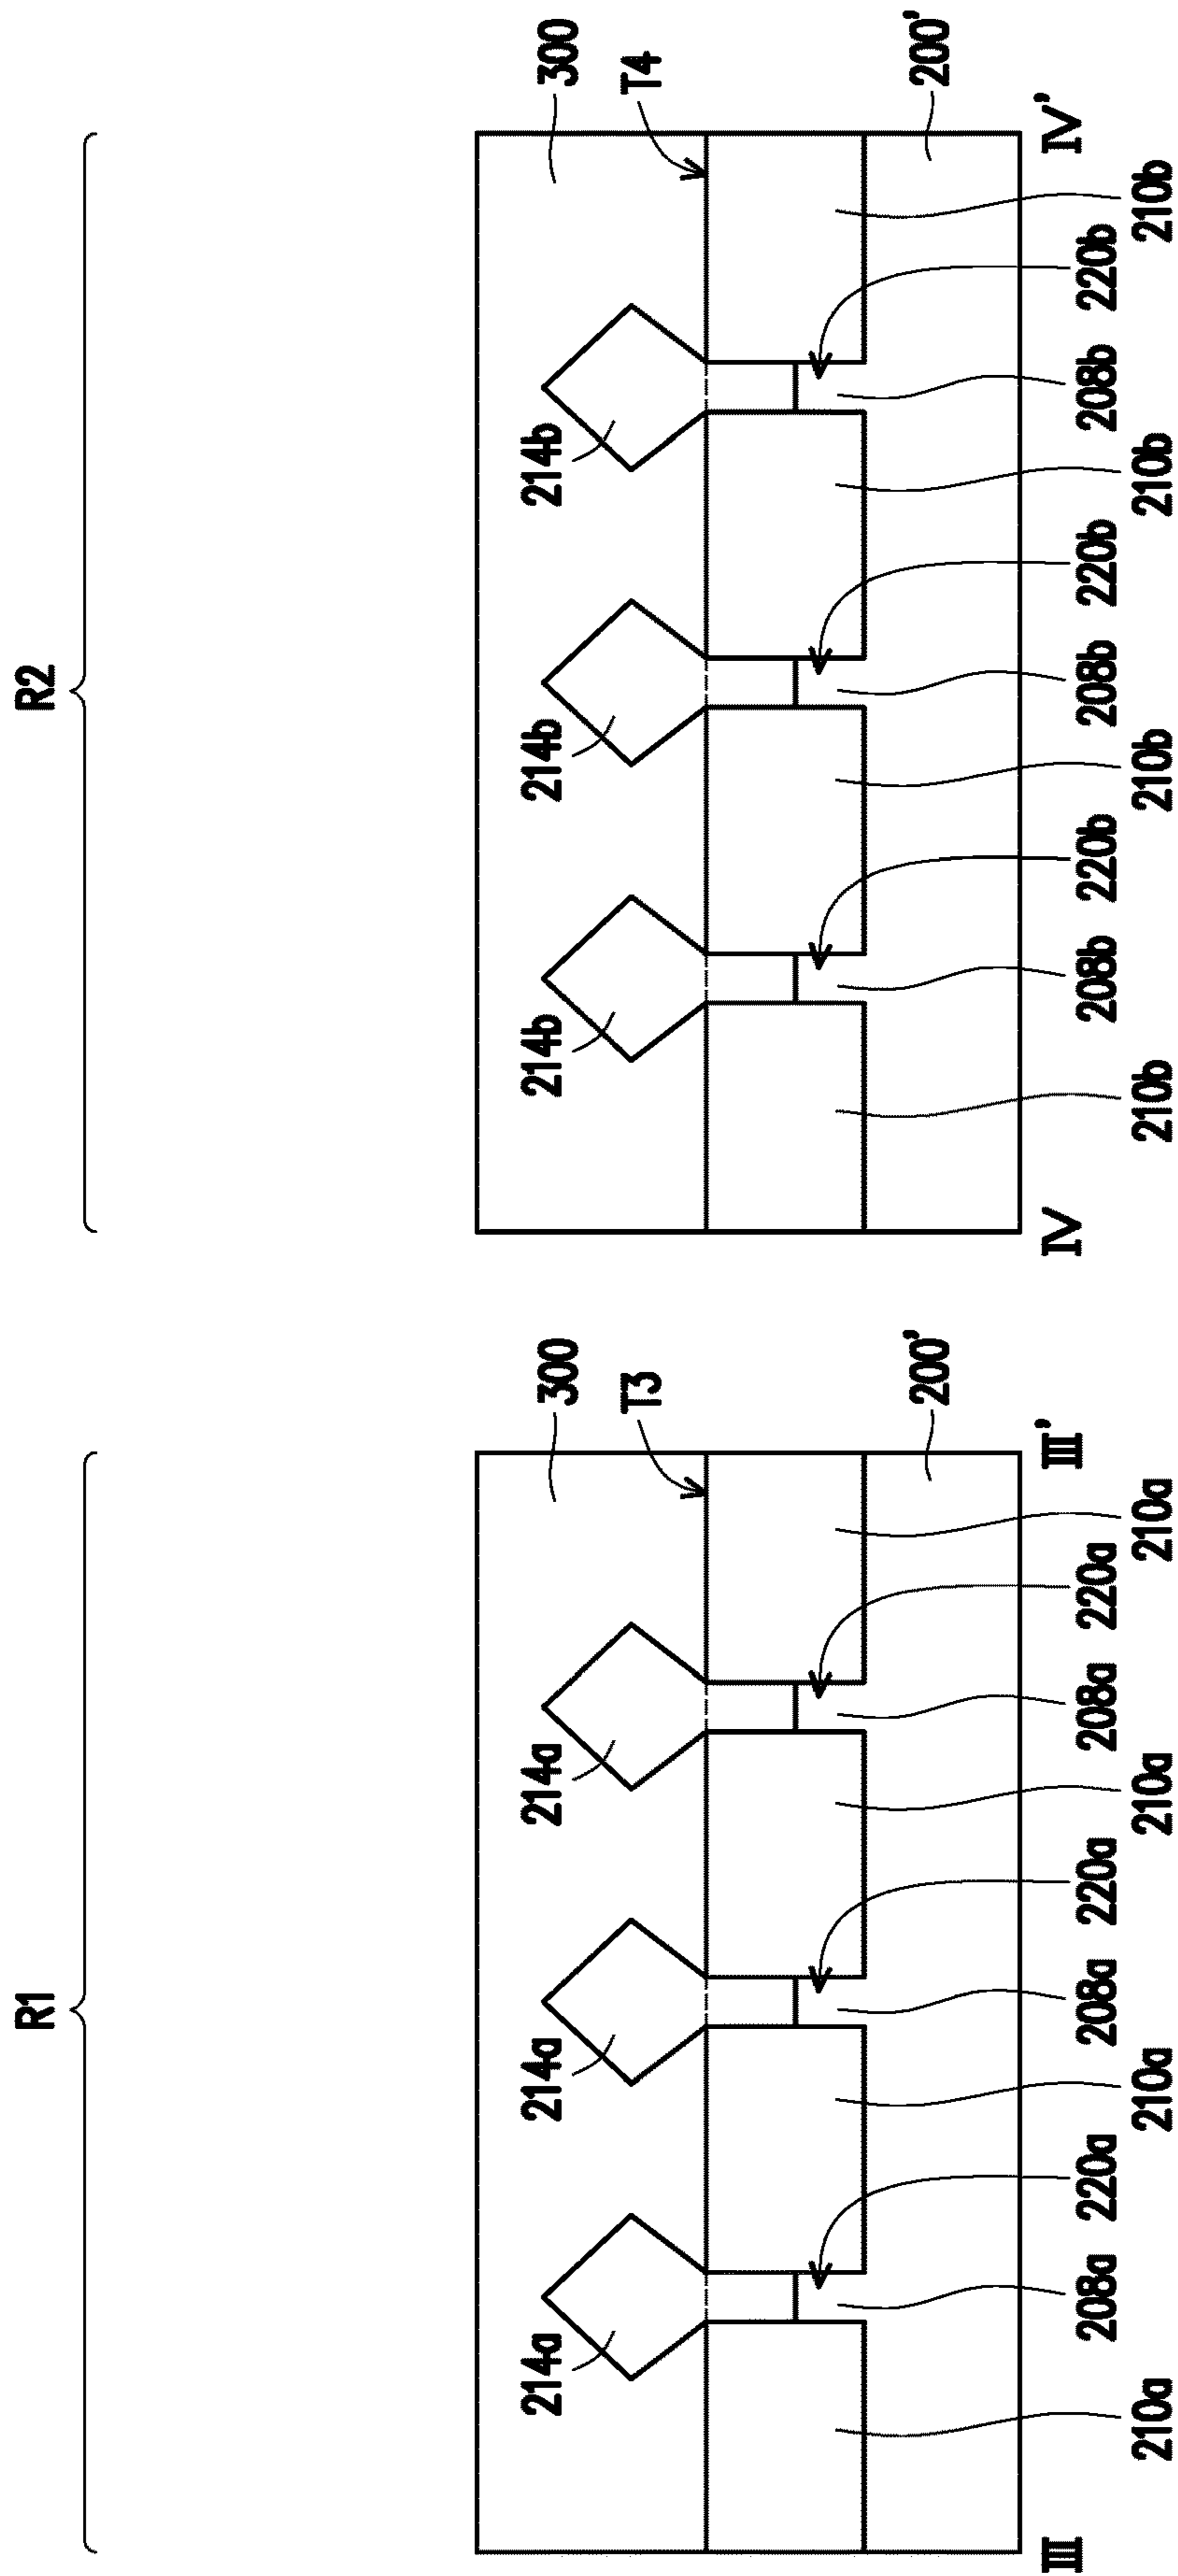 R1 R2
214a 214a 214a 300 214b 214b 214b 300
T3 T4
200' 200'
III III' IV IV'
208a 220a 208a 220a 208a 220a 208b 220b 208b 220b 208b 220b
210a 210a 210a 210a 210b 210b 210b 210b